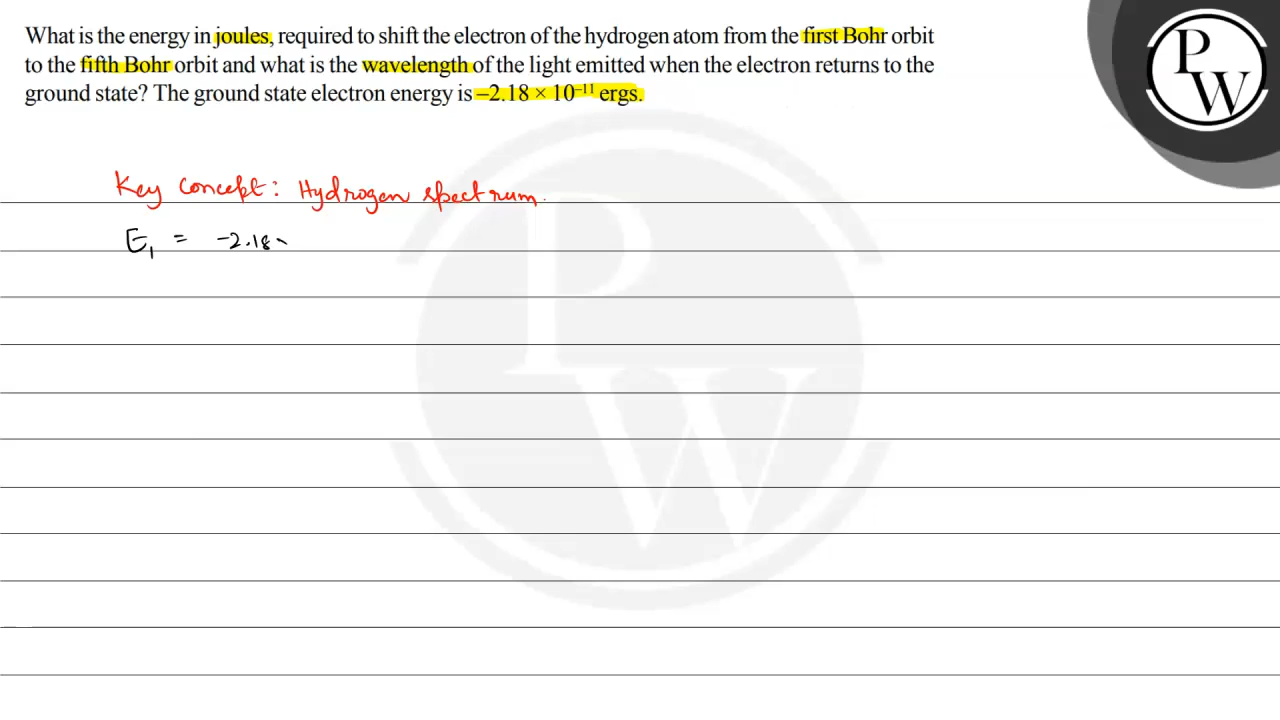 What is the energy in joules, required to shift the electron of the hydrogen atom from the first Bohr orbit
to the fifth Bohr orbit and what is the wavelength of the light emitted when the electron returns to the
ground state? The ground state electron energy is –2.18 × 10⁻¹¹ ergs.
P
W
Key Concept: Hydrogen spectrum.
E₁ = -2.18
P
W